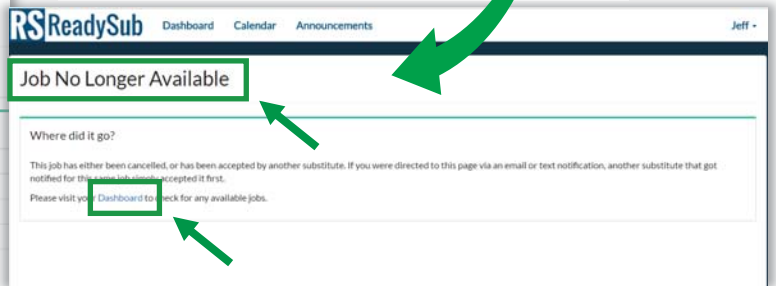 RS ReadySub Dashboard Calendar Announcements Jeff
Job No Longer Available
Where did it go?
This job has either been cancelled, or has been accepted by another substitute. If you were directed to this page via an email or text notification, another substitute that got
notified for this same job simply accepted it first.
Please visit your Dashboard to check for any available jobs.